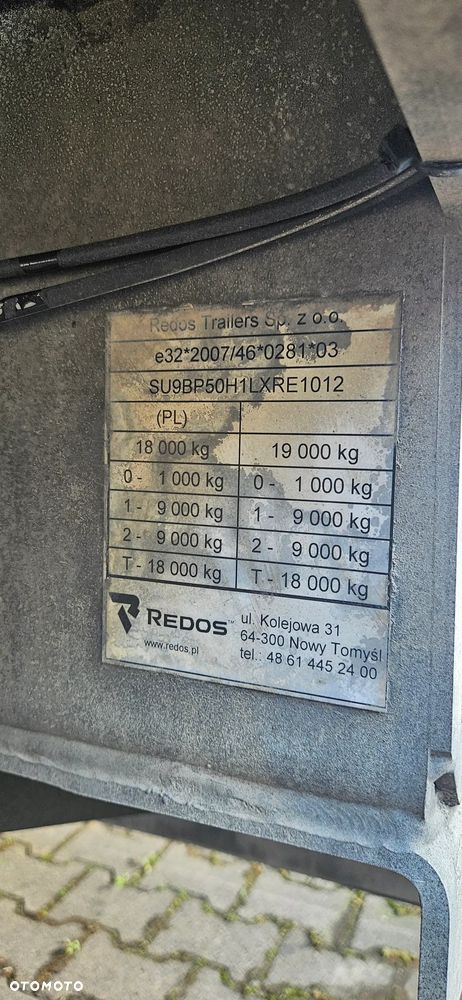 Redos Trailers Sp. z o.o.
e32*2007/46*0281*03
SU9BP50H1LXRE1012
(PL)
18 000 kg 19 000 kg
0 - 1 000 kg 0 - 1 000 kg
1 - 9 000 kg 1 - 9 000 kg
2 - 9 000 kg 2 - 9 000 kg
T - 18 000 kg T - 18 000 kg
REDOS™ ul. Kolejowa 31
64-300 Nowy Tomyśl
www.redos.pl tel.: 48 61 445 24 00
OTOMOTO